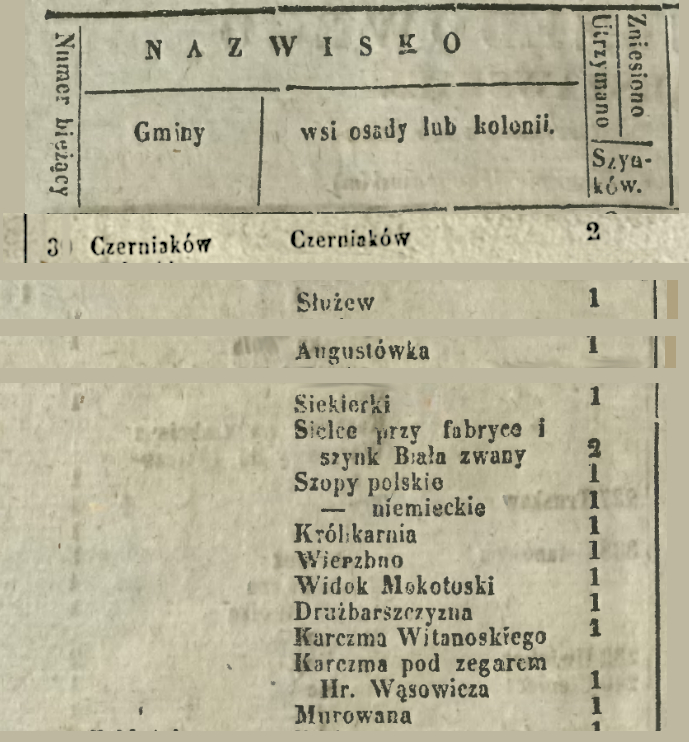 Numer bieżący
N A Z W I S K O
Utrzymano
Zniesiono
Gminy
wsi osady lub kolonii.
Szyn-
ków.
3 Czerniaków Czerniaków 2
Służew 1
Augustówka 1
Siekierki 1
Sielce przy fabryce i
szynk Biała zwany 2
Szopy polskie 1
— niemieckie 1
Królikarnia 1
Wierzbno 1
Widok Mokotoski 1
Drużbarszczyzna 1
Karczma Witanoskiego 1
Karczma pod zegarem
Hr. Wąsowicza 1
Murowana 1